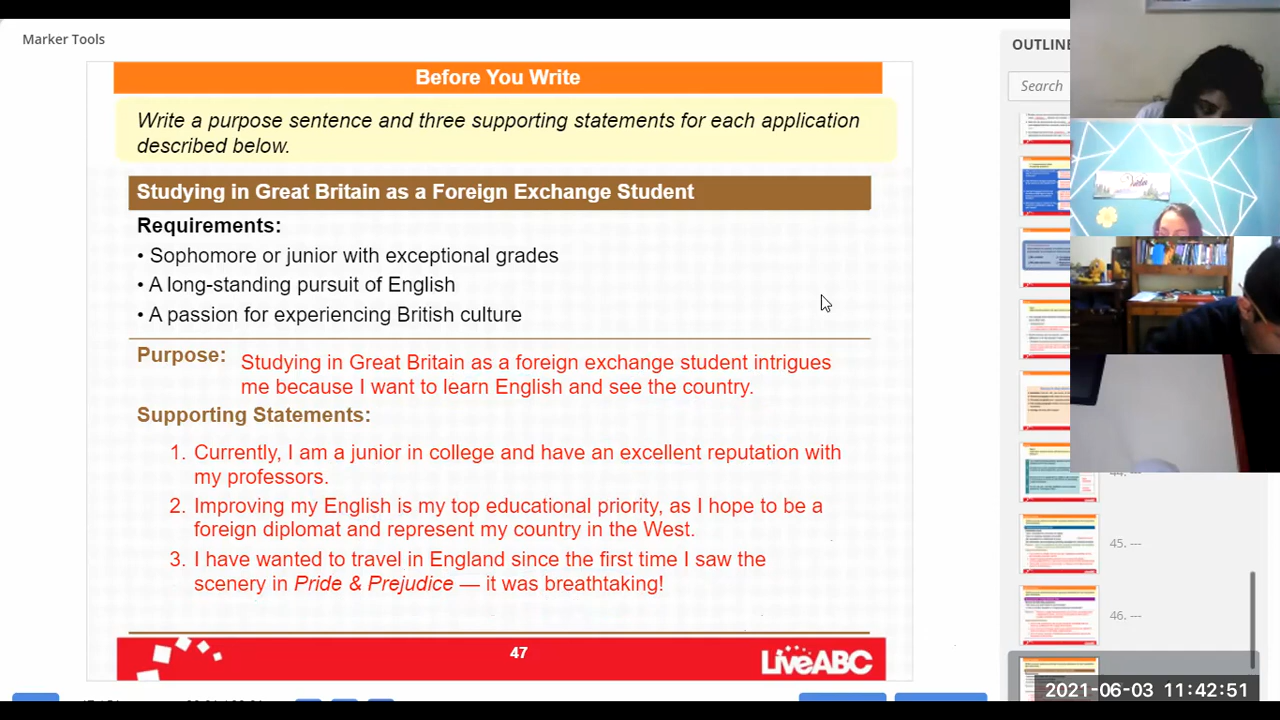 Marker Tools
OUTLINE
Search
Before You Write
Write a purpose sentence and three supporting statements for each application
described below.
Studying in Great Britain as a Foreign Exchange Student
Requirements:
• Sophomore or junior with exceptional grades
• A long-standing pursuit of English
• A passion for experiencing British culture
Purpose: Studying in Great Britain as a foreign exchange student intrigues
me because I want to learn English and see the country.
Supporting Statements:
1. Currently, I am a junior in college and have an excellent reputation with
my professors.
2. Improving my English is my top educational priority, as I hope to be a
foreign diplomat and represent my country in the West.
3. I have wanted to travel in England since the first time I saw the
scenery in Pride & Prejudice — it was breathtaking!
47
LiveABC
45. ---
46. ---
2021-06-03 11:42:51